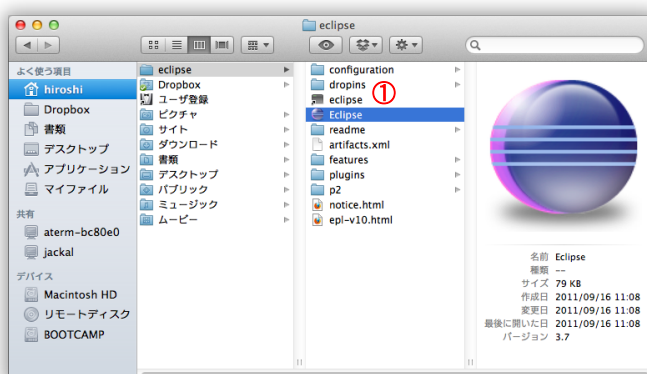 eclipse
よく使う項目
hiroshi
Dropbox
書類
デスクトップ
アプリケーション
マイファイル
共有
aterm-bc80e0
jackal
デバイス
Macintosh HD
リモートディスク
BOOTCAMP
eclipse
Dropbox
ユーザ登録
ピクチャ
サイト
ダウンロード
書類
デスクトップ
パブリック
ミュージック
ムービー
configuration
dropins
eclipse
①
Eclipse
readme
artifacts.xml
features
plugins
p2
notice.html
epl-v10.html
名前 Eclipse
種類 --
サイズ 79 KB
作成日 2011/09/16 11:08
変更日 2011/09/16 11:08
最後に開いた日 2011/09/16 11:08
バージョン 3.7